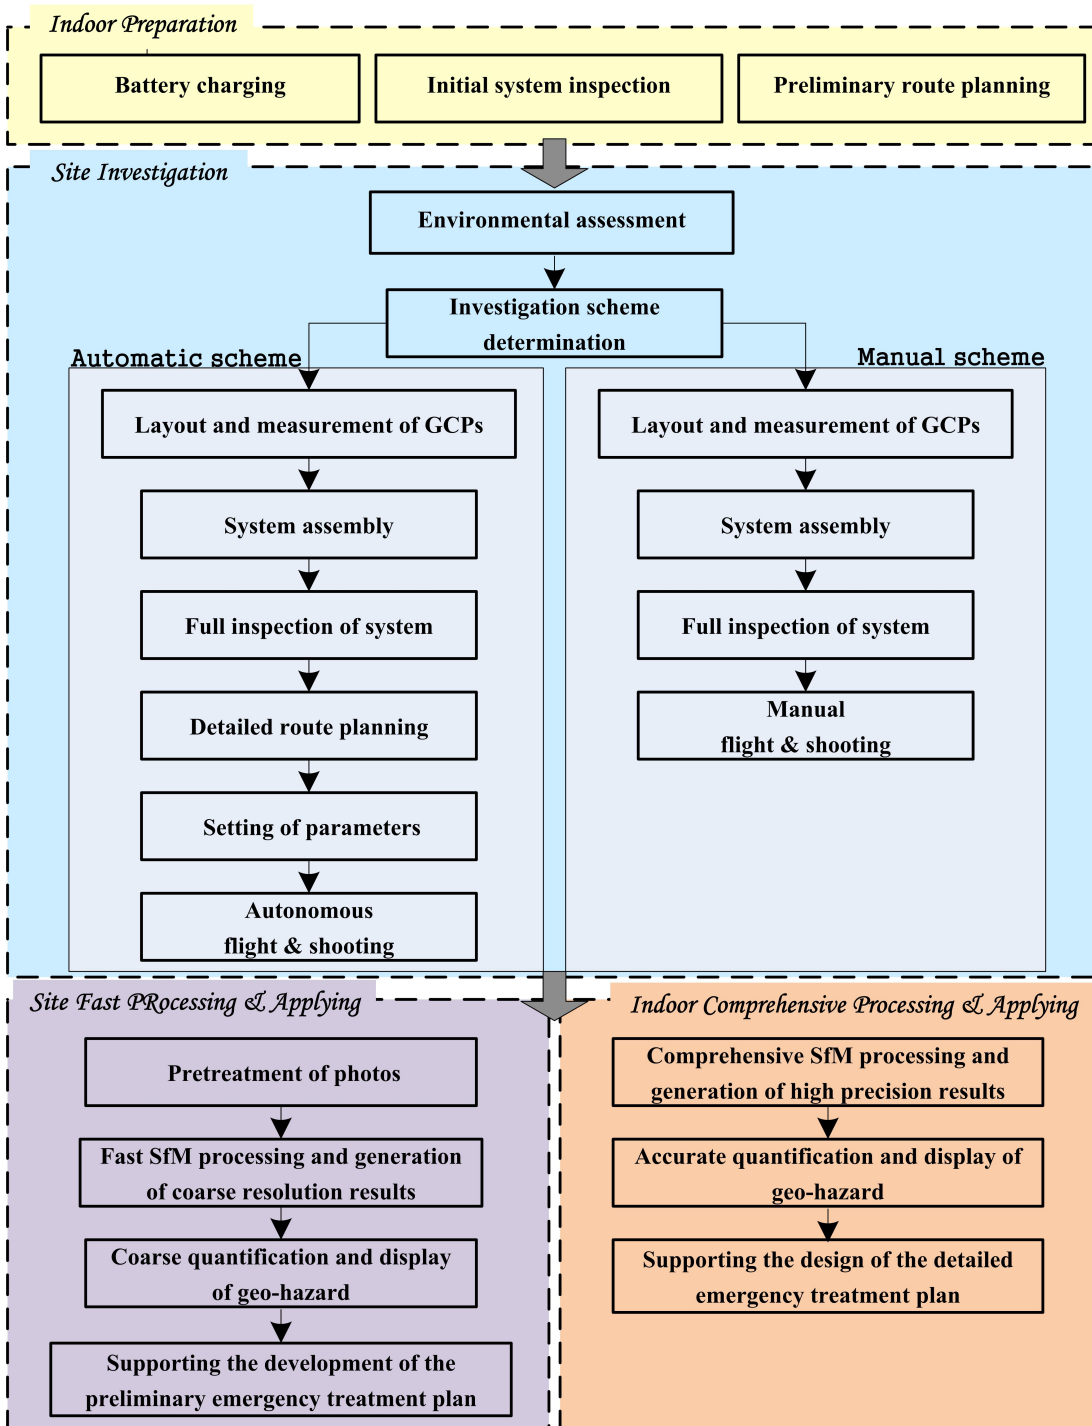 Indoor Preparation
Battery charging
Initial system inspection
Preliminary route planning
Site Investigation
Environmental assessment
Investigation scheme
determination
Automatic scheme
Manual scheme
Layout and measurement of GCPs
System assembly
Full inspection of system
Detailed route planning
Setting of parameters
Autonomous
flight & shooting
Layout and measurement of GCPs
System assembly
Full inspection of system
Manual
flight & shooting
Site Fast PRocessing & Applying
Pretreatment of photos
Fast SfM processing and generation
of coarse resolution results
Coarse quantification and display
of geo-hazard
Supporting the development of the
preliminary emergency treatment plan
Indoor Comprehensive Processing & Applying
Comprehensive SfM processing and
generation of high precision results
Accurate quantification and display of
geo-hazard
Supporting the design of the detailed
emergency treatment plan